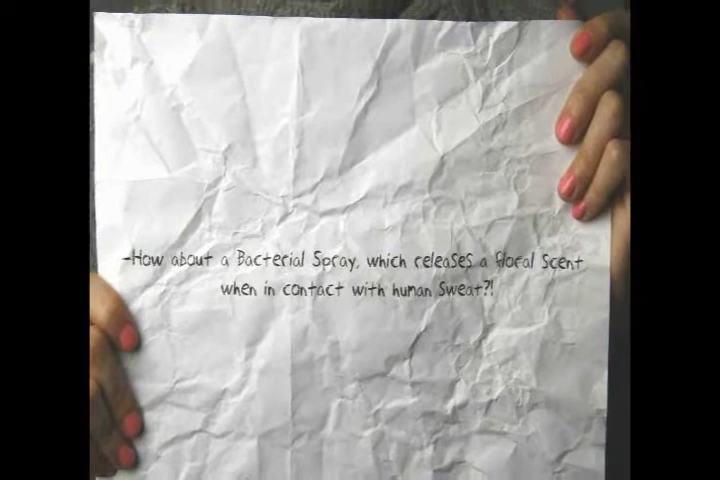 -How about a Bacterial Spray, which releases a floral Scent
when in contact with human Sweat?!